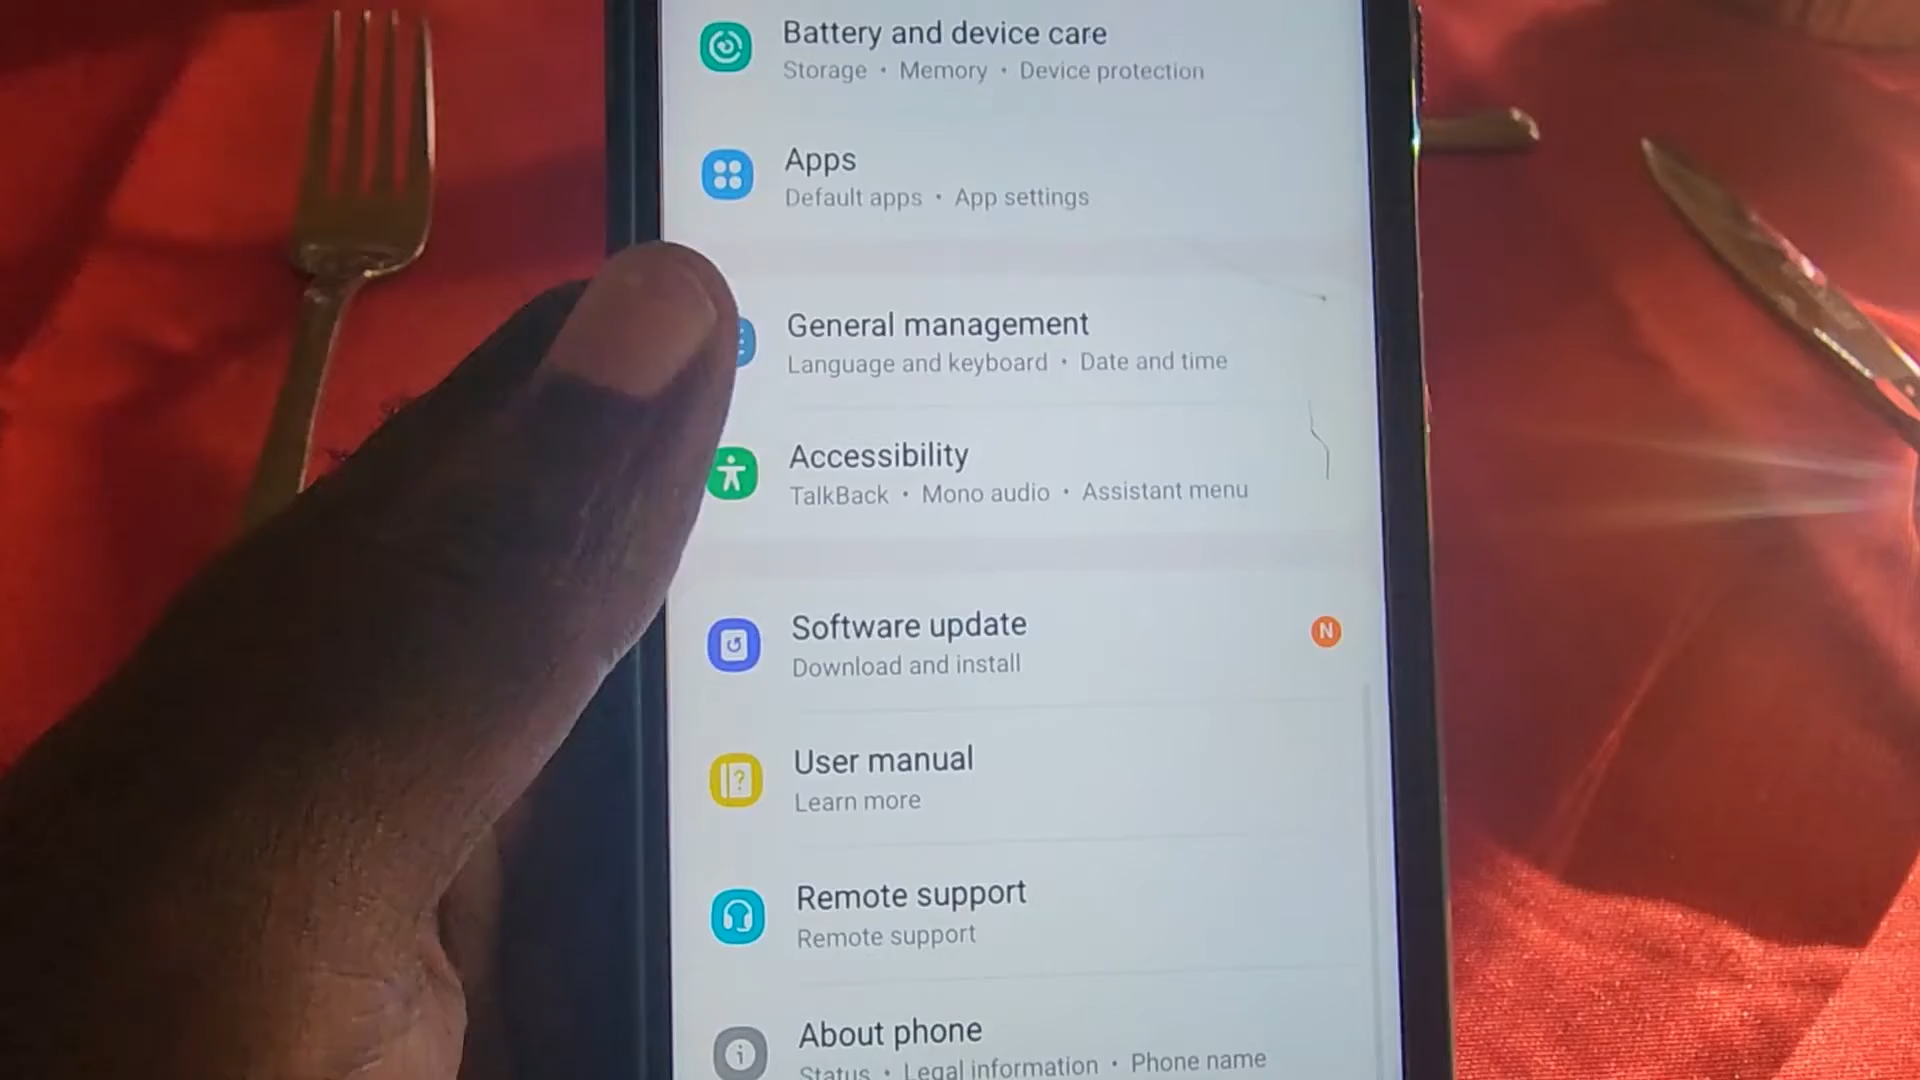 Battery and device care
Storage • Memory • Device protection
Apps
Default apps • App settings
General management
Language and keyboard • Date and time
Accessibility
TalkBack • Mono audio • Assistant menu
Software update
N
Download and install
User manual
?
Learn more
Remote support
Remote support
About phone
i
Status • Legal information • Phone name